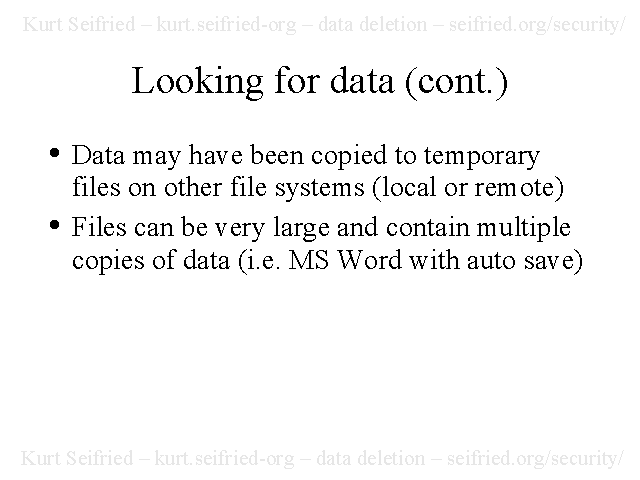 Kurt Seifried – kurt.seifried-org – data deletion – seifried.org/security/
Looking for data (cont.)
• Data may have been copied to temporary
files on other file systems (local or remote)
• Files can be very large and contain multiple
copies of data (i.e. MS Word with auto save)
Kurt Seifried – kurt.seifried-org – data deletion – seifried.org/security/